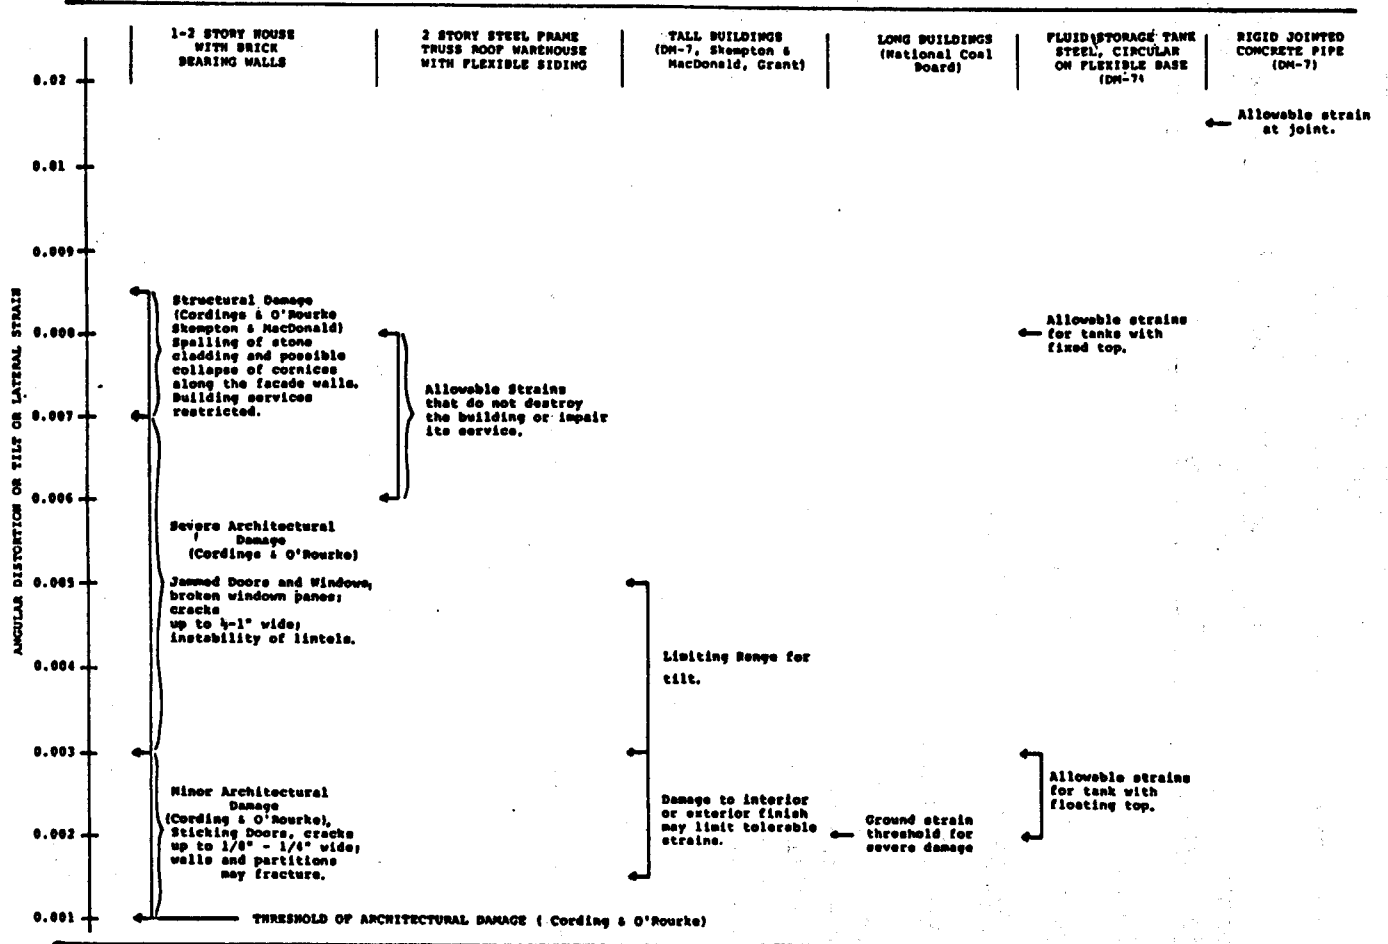 1-2 STORY HOUSE
WITH BRICK
BEARING WALLS
2 STORY STEEL FRAME
TRUSS ROOF WAREHOUSE
WITH FLEXIBLE SIDING
TALL BUILDINGS
(DM-7, Skempton &
MacDonald, Grant)
LONG BUILDINGS
(National Coal
Board)
FLUID STORAGE TANK
STEEL, CIRCULAR
ON FLEXIBLE BASE
(DM-7)
RIGID JOINTED
CONCRETE PIPE
(DM-7)
ANGULAR DISTORTION OR TILT OR LATERAL STRAIN
0.02
0.01
0.009
0.008
0.007
0.006
0.005
0.004
0.003
0.002
0.001
Structural Damage
(Cordings & O'Rourke
Skempton & MacDonald)
Spalling of stone
cladding and possible
collapse of cornices
along the facade walls.
Building services
restricted.
Severe Architectural
Damage
(Cordings & O'Rourke)
Jammed Doors and Windows,
broken windown panes;
cracks
up to ½-1" wide;
instability of lintels.
Minor Architectural
Damage
(Cording & O'Rourke),
Sticking Doors, cracks
up to 1/8" - 1/4" wide;
walls and partitions
may fracture.
THRESHOLD OF ARCHITECTURAL DAMAGE ( Cording & O'Rourke)
Allowable Strains
that do not destroy
the building or impair
its service.
Limiting Range for
tilt.
Damage to interior
or exterior finish
may limit tolerable
strains.
Ground strain
threshold for
severe damage
Allowable strains
for tanks with
fixed top.
Allowable strains
for tank with
floating top.
Allowable strain
at joint.